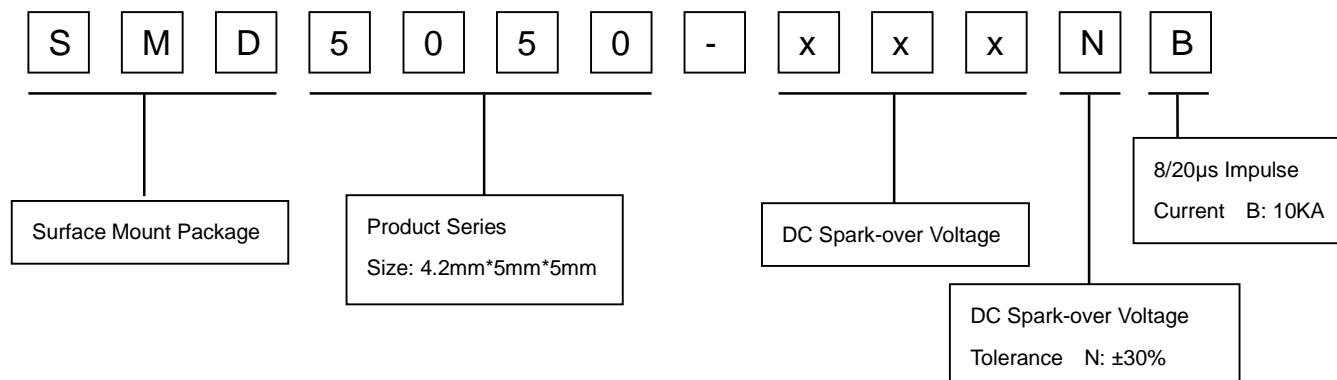 S M D 5 0 5 0 - x x x N B
8/20μs Impulse
Current B: 10KA
Surface Mount Package
Product Series
Size: 4.2mm*5mm*5mm
DC Spark-over Voltage
DC Spark-over Voltage
Tolerance N: ±30%